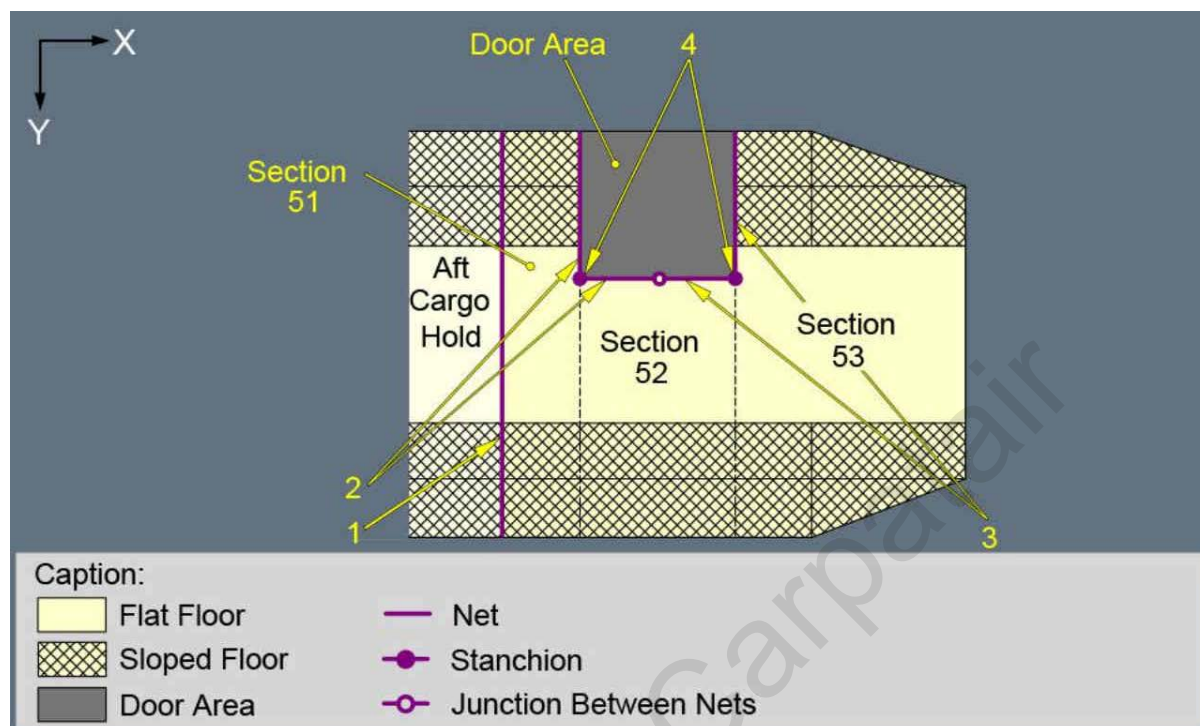 X
Y
Door Area
4
Section
51
Aft
Cargo
Hold
Section
52
Section
53
2
1
3
Caption:
Flat Floor
Net
Sloped Floor
Stanchion
Door Area
Junction Between Nets
Carpatair